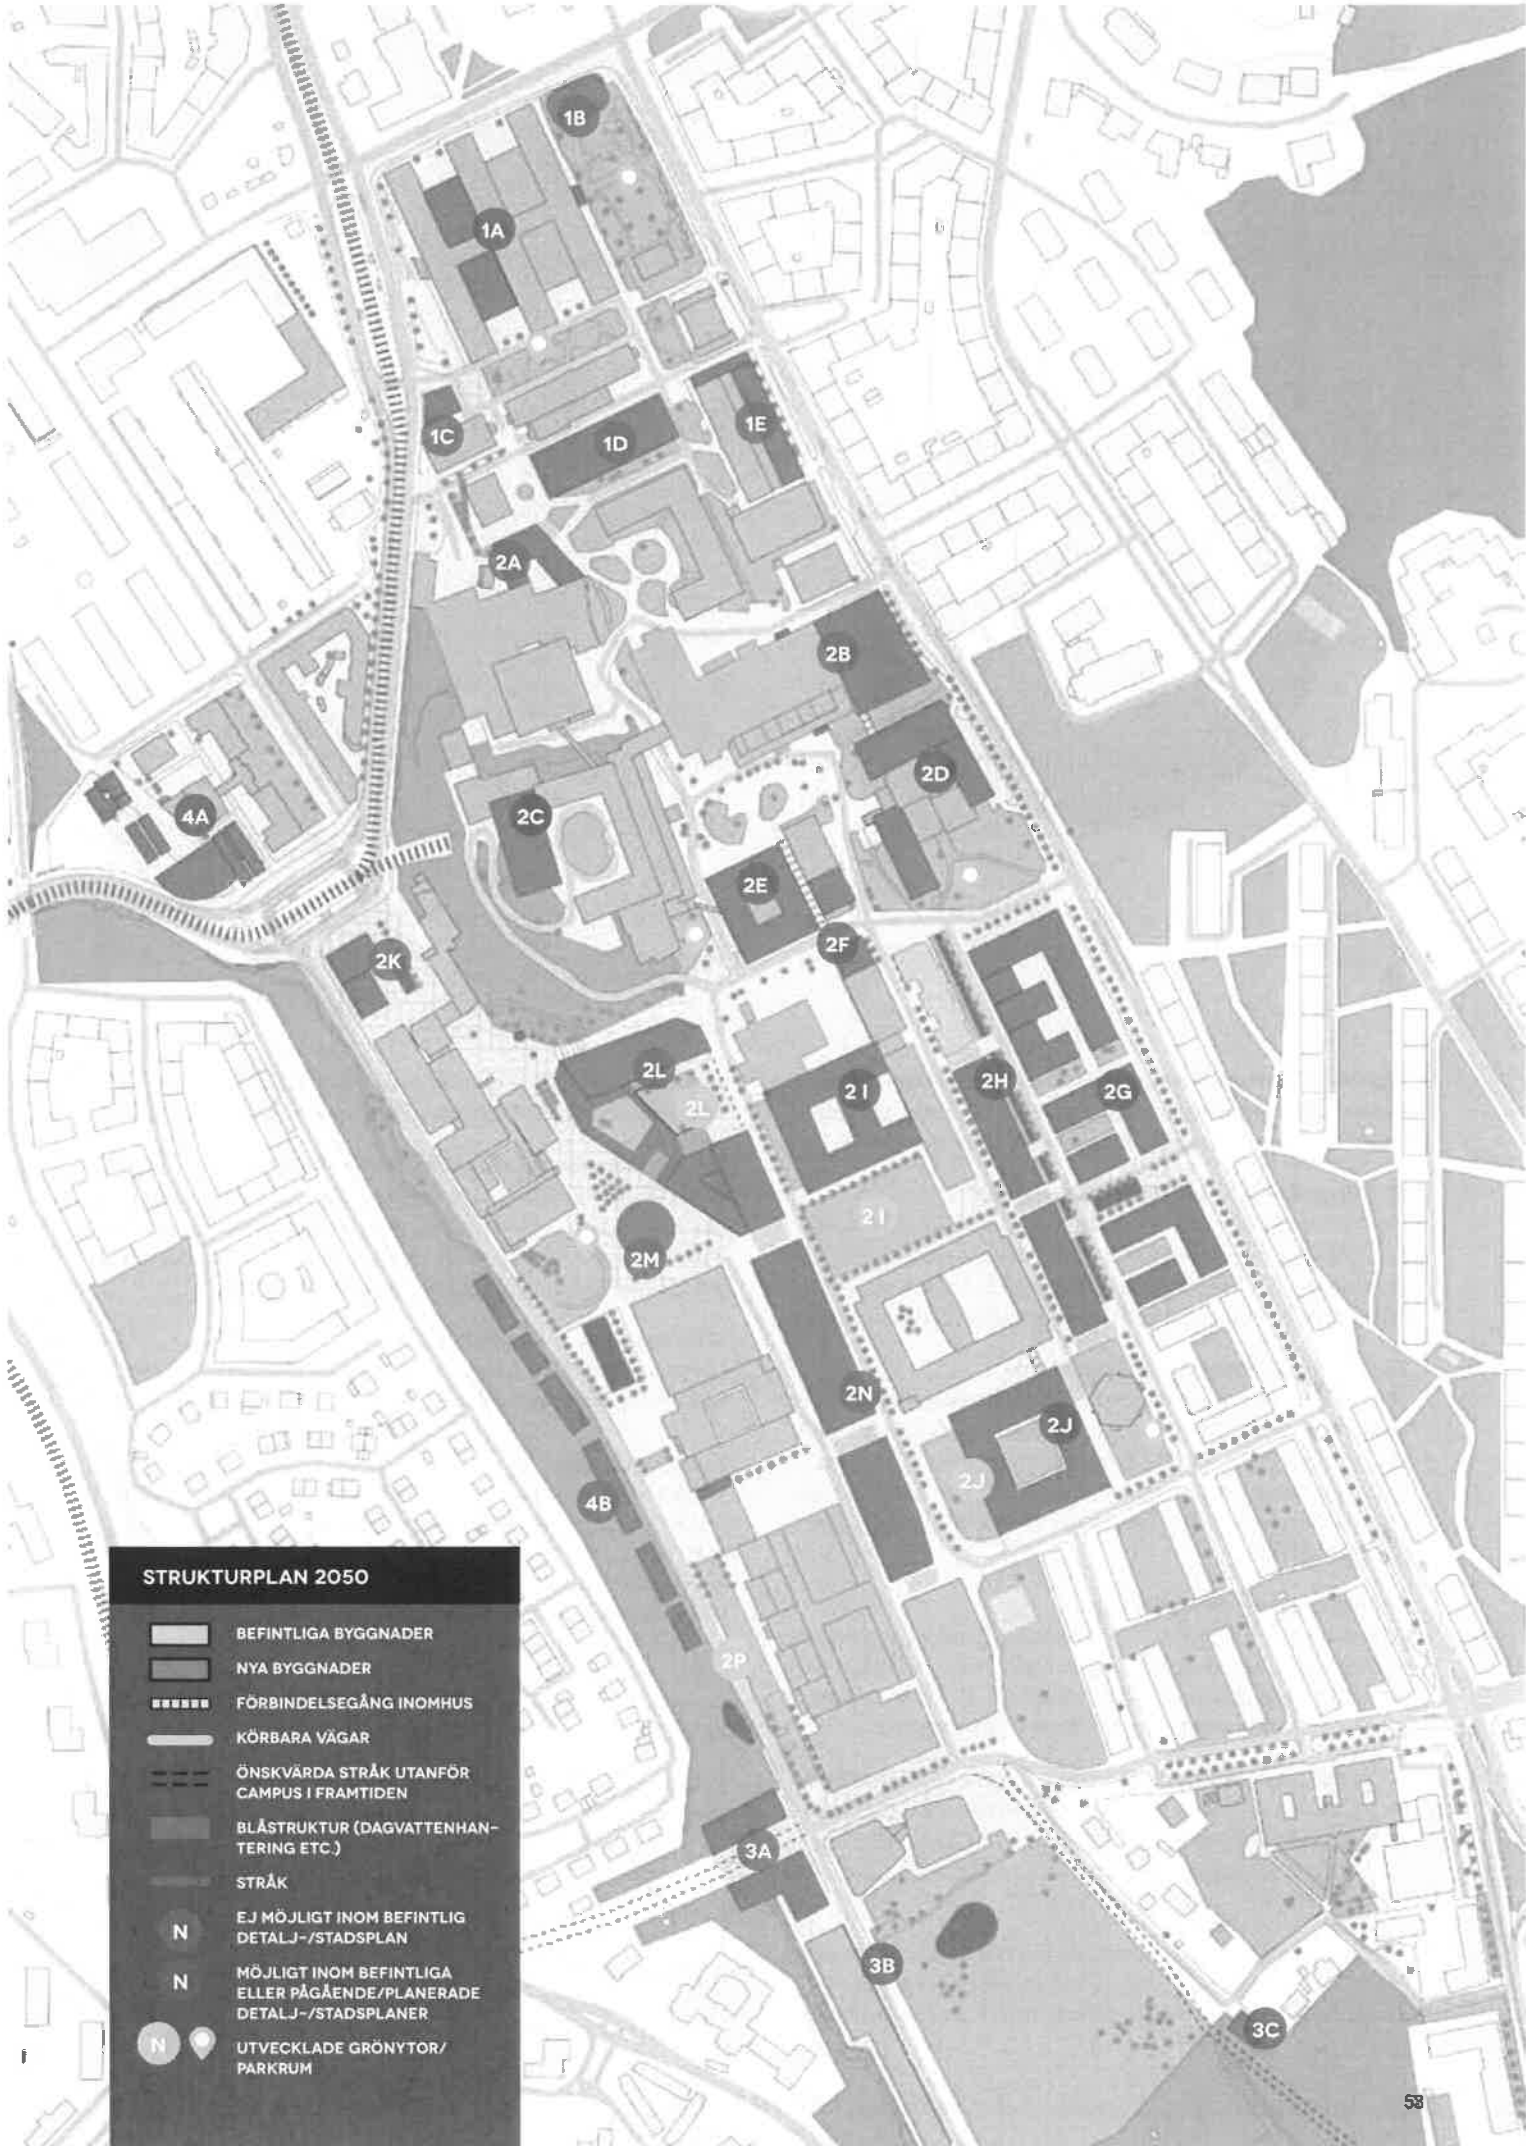 1B
1A
1C
1D
1E
2A
2B
2D
2C
4A
2E
2F
2K
2L
2L
2I
2H
2G
2I
2M
2N
2J
2J
4B
2P
3A
3B
3C
STRUKTURPLAN 2050
BEFINTLIGA BYGGNADER
NYA BYGGNADER
FÖRBINDELSEGÅNG INOMHUS
KÖRBARA VÄGAR
ÖNSKVÄRDA STRÅK UTANFÖR
CAMPUS I FRAMTIDEN
BLÅSTRUKTUR (DAGVATTENHAN-
TERING ETC.)
STRÅK
N EJ MÖJLIGT INOM BEFINTLIG
DETALJ-/STADSPLAN
N MÖJLIGT INOM BEFINTLIGA
ELLER PÅGÅENDE/PLANERADE
DETALJ-/STADSPLANER
N UTVECKLADE GRÖNYTOR/
PARKRUM